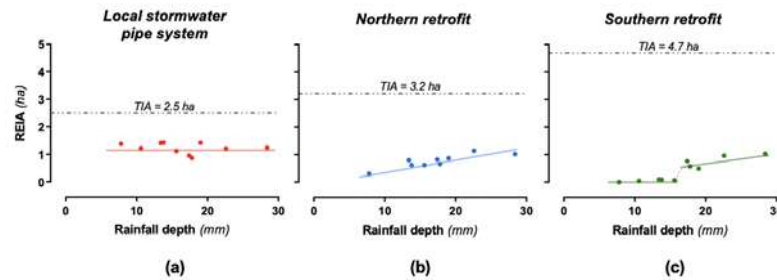 Local stormwater
pipe system
Northern retrofit
Southern retrofit
REIA (ha)
5
4
3
2
1
0
TIA = 2.5 ha
TIA = 3.2 ha
TIA = 4.7 ha
0 10 20 30
0 10 20 30
0 10 20 30
Rainfall depth (mm)
Rainfall depth (mm)
Rainfall depth (mm)
(a)
(b)
(c)